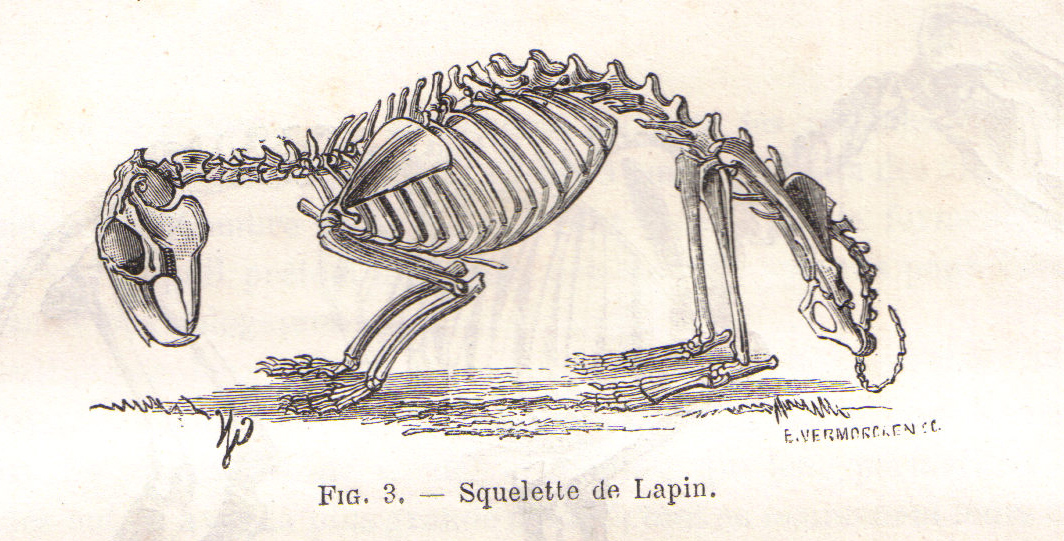 E. VERMORCKEN SC.
FIG. 3. — Squelette de Lapin.